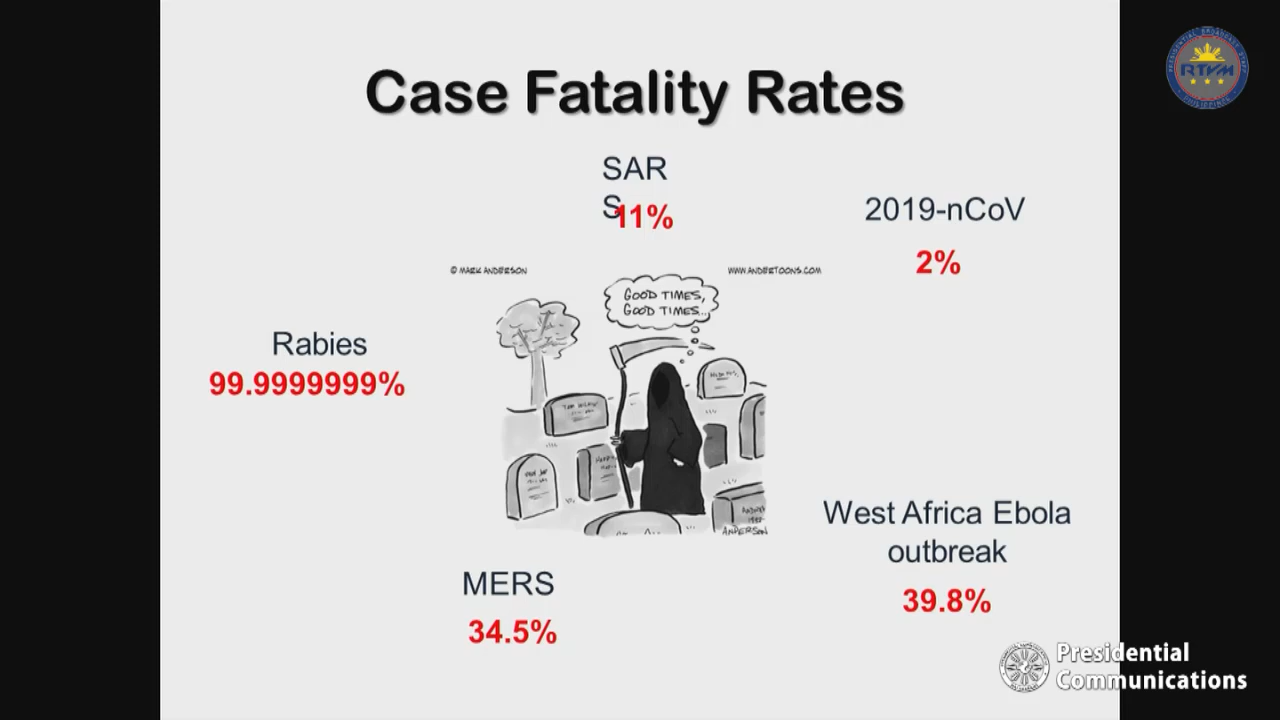 Case Fatality Rates
SAR
S
11%
2019-nCoV
2%
© MARK ANDERSON
WWW.ANDERTOONS.COM
GOOD TIMES,
GOOD TIMES...
Rabies
99.9999999%
West Africa Ebola
outbreak
39.8%
MERS
34.5%
ANDERSON
RTVM
Presidential
Communications